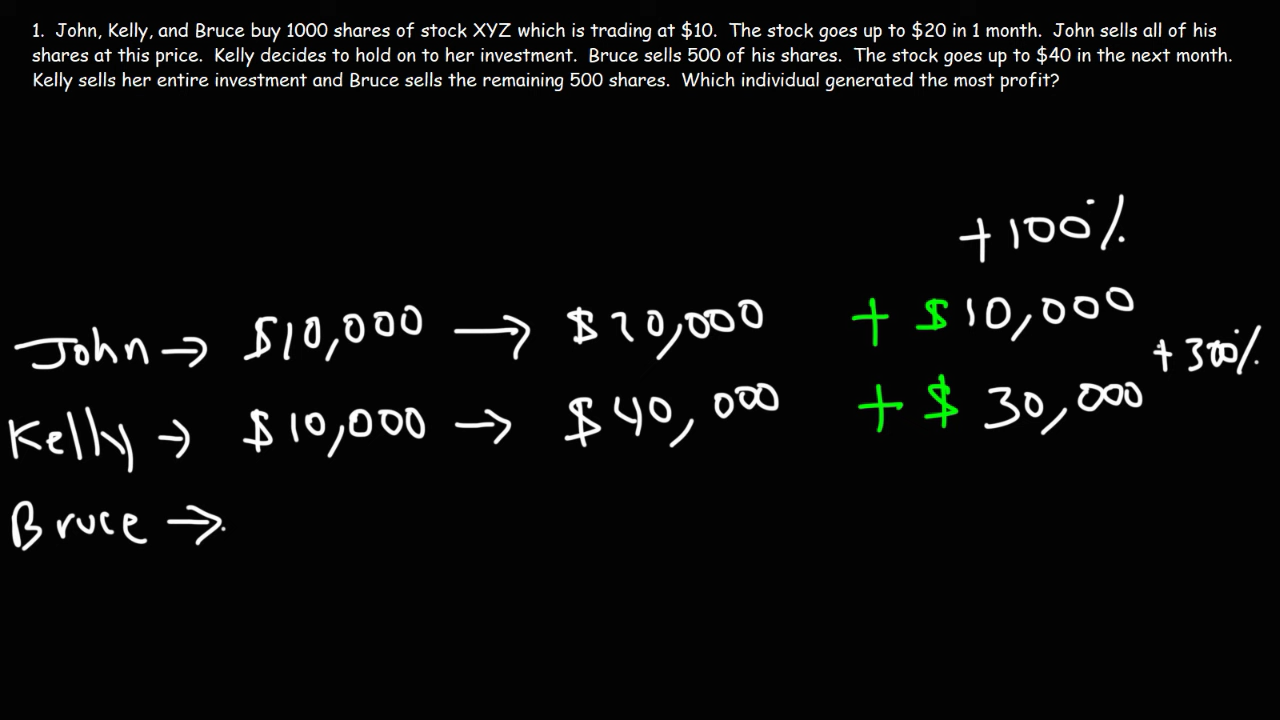 1. John, Kelly, and Bruce buy 1000 shares of stock XYZ which is trading at $10. The stock goes up to $20 in 1 month. John sells all of his
shares at this price. Kelly decides to hold on to her investment. Bruce sells 500 of his shares. The stock goes up to $40 in the next month.
Kelly sells her entire investment and Bruce sells the remaining 500 shares. Which individual generated the most profit?
+100%
John → $10,000 → $20,000 + $10,000
+300%
Kelly → $10,000 → $40,000 + $30,000
Bruce →